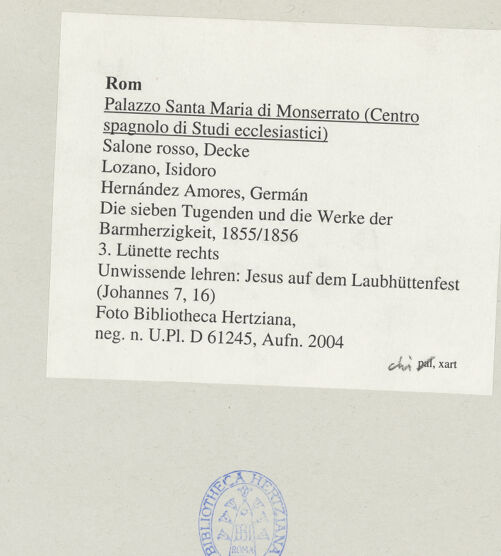 Rom
Palazzo Santa Maria di Monserrato (Centro
spagnolo di Studi ecclesiastici)
Salone rosso, Decke
Lozano, Isidoro
Hernández Amores, Germán
Die sieben Tugenden und die Werke der
Barmherzigkeit, 1855/1856
3. Lünette rechts
Unwissende lehren: Jesus auf dem Laubhüttenfest
(Johannes 7, 16)
Foto Bibliotheca Hertziana,
neg. n. U.Pl. D 61245, Aufn. 2004
chi pal, xart
BIBLIOTHECA HERTZIANA
ROMA